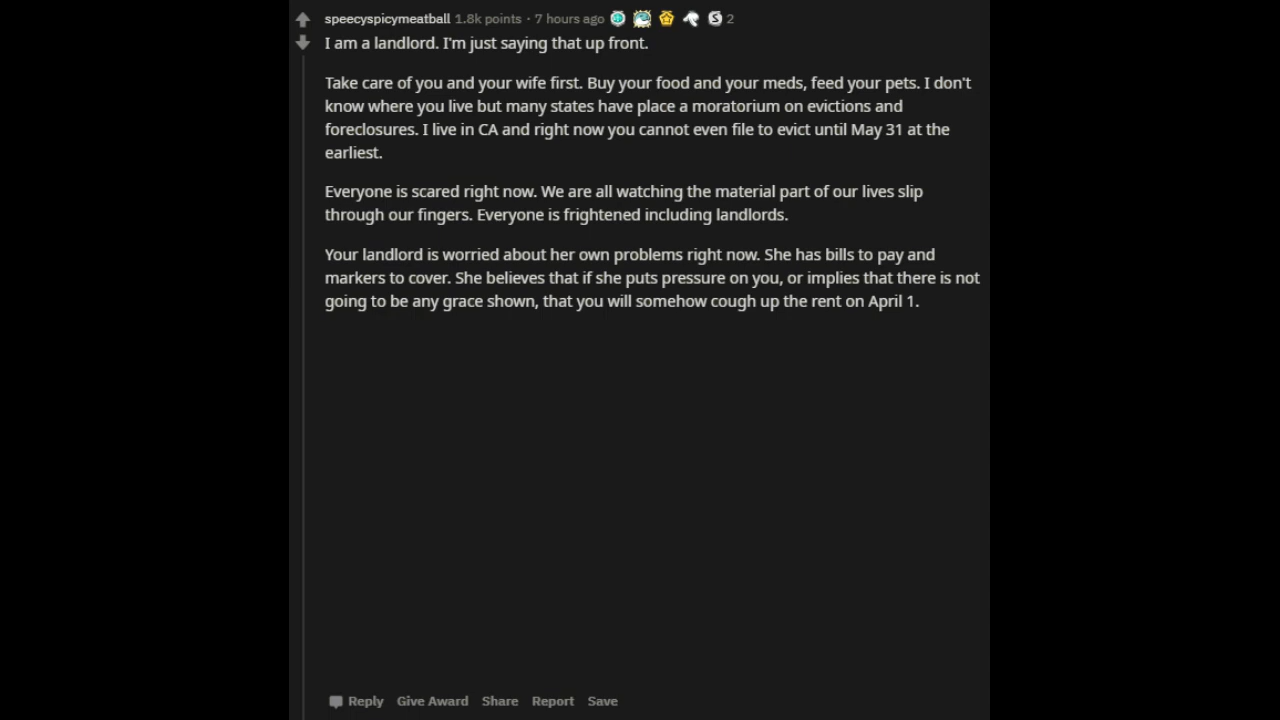 speecyspicymeatball 1.8k points · 7 hours ago 2
I am a landlord. I'm just saying that up front.
Take care of you and your wife first. Buy your food and your meds, feed your pets. I don't
know where you live but many states have place a moratorium on evictions and
foreclosures. I live in CA and right now you cannot even file to evict until May 31 at the
earliest.
Everyone is scared right now. We are all watching the material part of our lives slip
through our fingers. Everyone is frightened including landlords.
Your landlord is worried about her own problems right now. She has bills to pay and
markers to cover. She believes that if she puts pressure on you, or implies that there is not
going to be any grace shown, that you will somehow cough up the rent on April 1.
Reply Give Award Share Report Save